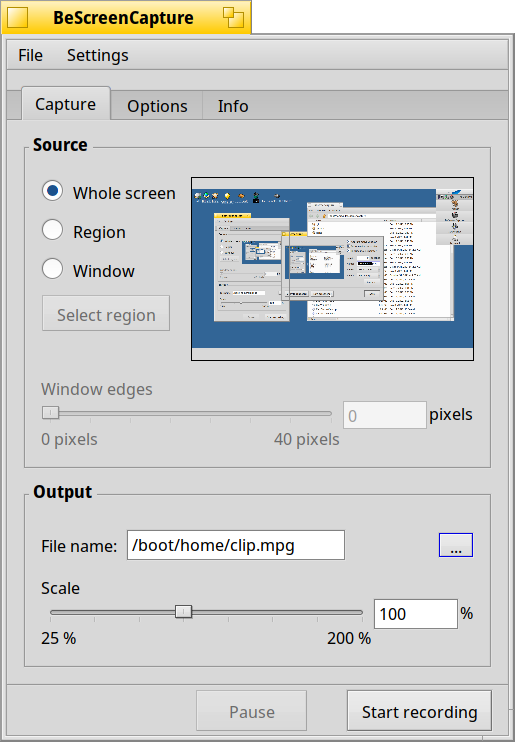 BeScreenCapture
File Settings
Capture Options Info
Source
Whole screen
Region
Window
Select region
Window edges
0 pixels
0 pixels 40 pixels
Output
File name: /boot/home/clip.mpg ...
Scale
100 %
25 % 200 %
Pause Start recording